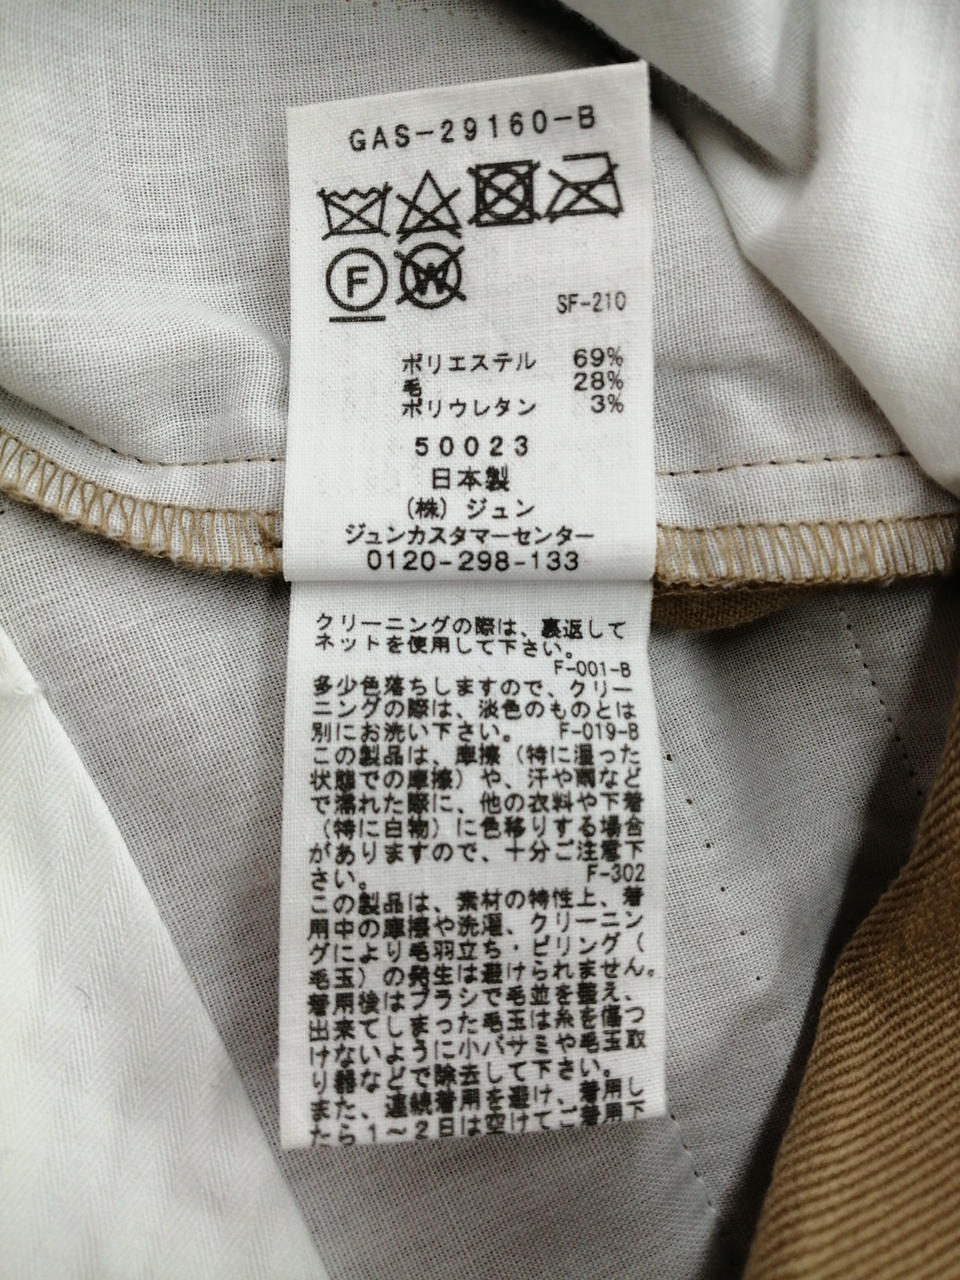 GAS-29160-B
F
W
SF-210
ポリエステル 69%
毛 28%
ポリウレタン 3%
50023
日本製
(株) ジュン
ジュンカスタマーセンター
0120-298-133
クリーニングの際は、裏返して
ネットを使用して下さい。
F-001-B
多少色落ちしますので、クリー
ニングの際は、淡色のものとは
別にお洗い下さい。 F-019-B
この製品は、摩擦（特に湿った
状態での摩擦）や、汗や雨など
で濡れた際に、他の衣料や下着
（特に白物）に色移りする場合
がありますので、十分ご注意下
さい。 F-302
この製品は、素材の特性上、着
用中の摩擦や洗濯、クリーニン
グにより毛羽立ち・ピリング（
毛玉）の発生は避けられません。
着用後はブラシで毛並を整え、
出来てしまった毛玉は糸を傷つ
けないように小バサミや毛玉取
り器などで除去して下さい。
また、連続着用を避け、着用し
たら1～2日は空けてご着用下